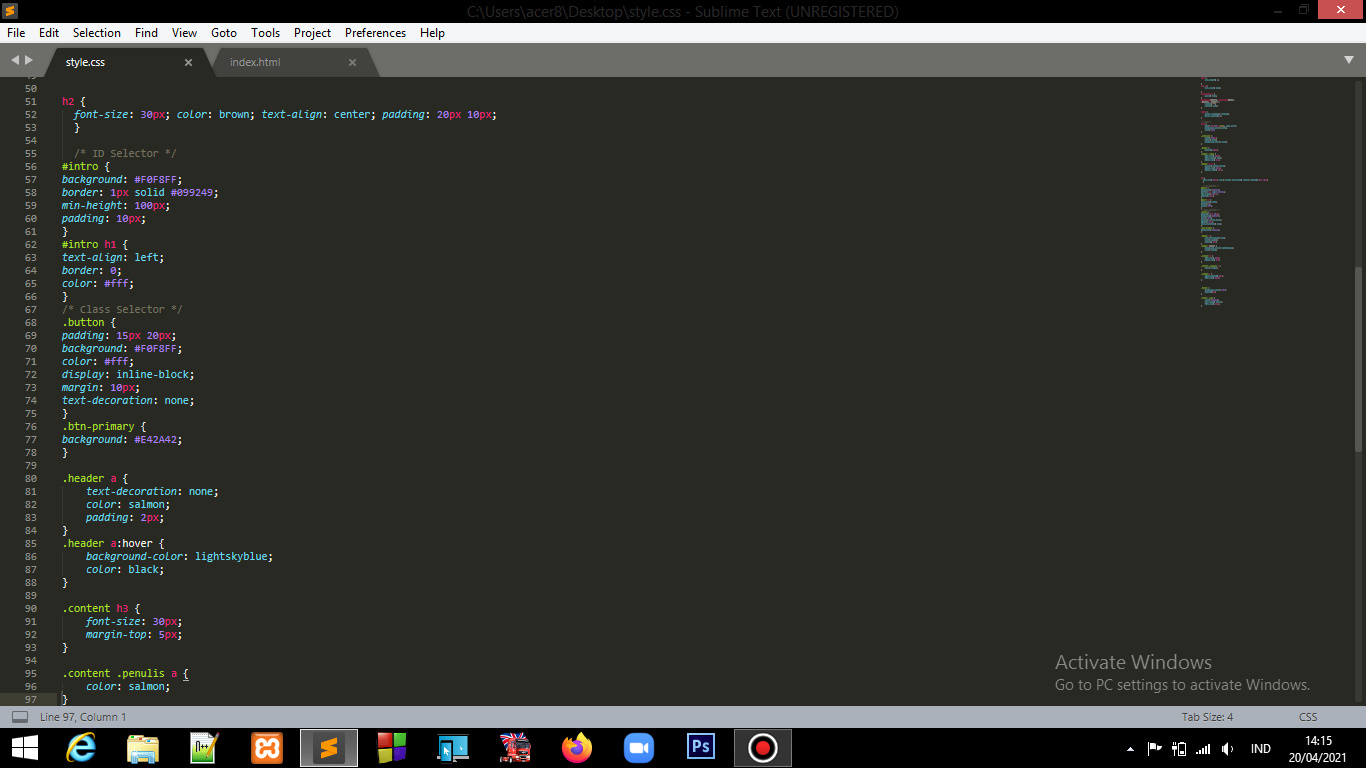 C:\Users\acer8\Desktop\style.css - Sublime Text (UNREGISTERED)
File Edit Selection Find View Goto Tools Project Preferences Help
style.css
index.html
50
51 h2 {
52 font-size: 30px; color: brown; text-align: center; padding: 20px 10px;
53 }
54
55 /* ID Selector */
56 #intro {
57 background: #F0F8FF;
58 border: 1px solid #099249;
59 min-height: 100px;
60 padding: 10px;
61 }
62 #intro h1 {
63 text-align: left;
64 border: 0;
65 color: #fff;
66 }
67 /* Class Selector */
68 .button {
69 padding: 15px 20px;
70 background: #F0F8FF;
71 color: #fff;
72 display: inline-block;
73 margin: 10px;
74 text-decoration: none;
75 }
76 .btn-primary {
77 background: #E42A42;
78 }
79
80 .header a {
81 text-decoration: none;
82 color: salmon;
83 padding: 2px;
84 }
85 .header a:hover {
86 background-color: lightskyblue;
87 color: black;
88 }
89
90 .content h3 {
91 font-size: 30px;
92 margin-top: 5px;
93 }
94
95 .content .penulis a {
96 color: salmon;
97 }
Activate Windows
Go to PC settings to activate Windows.
Line 97, Column 1
Tab Size: 4
CSS
Ps
IND
14:15
20/04/2021